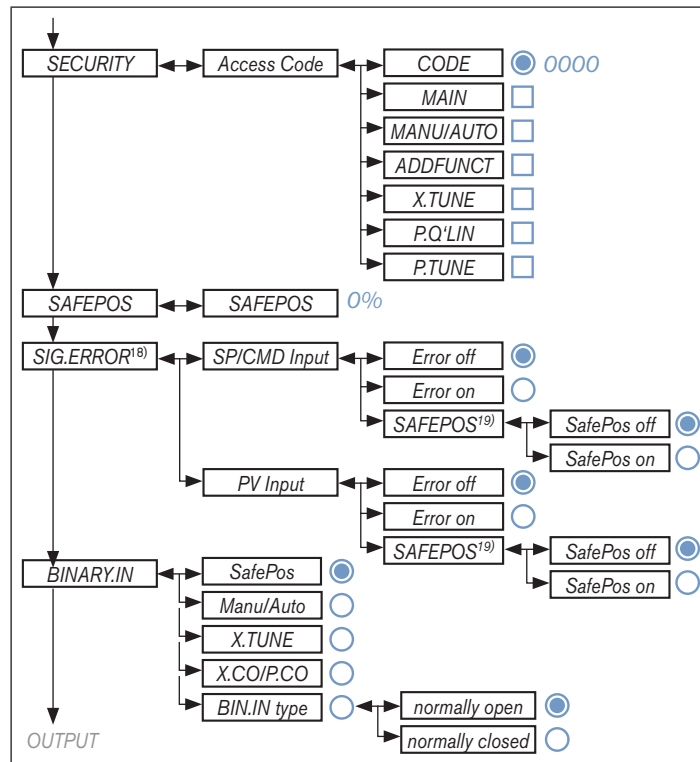 SECURITY Access Code CODE 0000
MAIN
MANU/AUTO
ADDFUNCT
X.TUNE
P.Q'LIN
P.TUNE
SAFEPOS SAFEPOS 0%
SIG.ERROR18) SP/CMD Input Error off
Error on
SAFEPOS19) SafePos off
SafePos on
PV Input Error off
Error on
SAFEPOS19) SafePos off
BINARY.IN SafePos SafePos on
Manu/Auto
X.TUNE
X.CO/P.CO
BIN.IN type normally open
OUTPUT normally closed